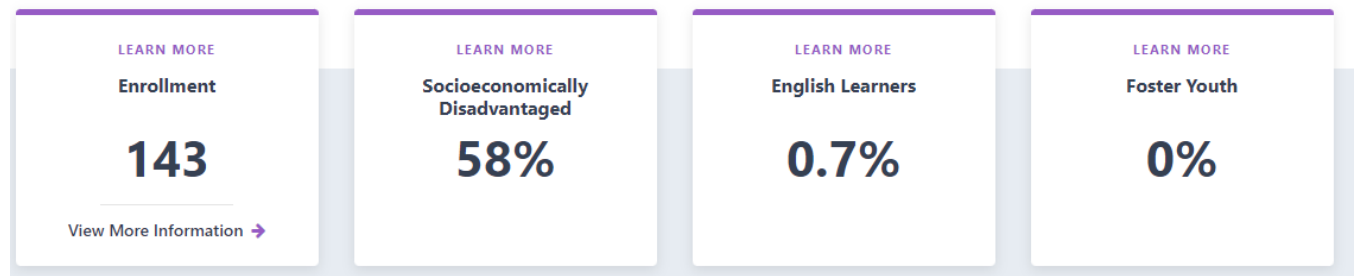 LEARN MORE
Enrollment
143
View More Information
LEARN MORE
Socioeconomically
Disadvantaged
58%
LEARN MORE
English Learners
0.7%
LEARN MORE
Foster Youth
0%